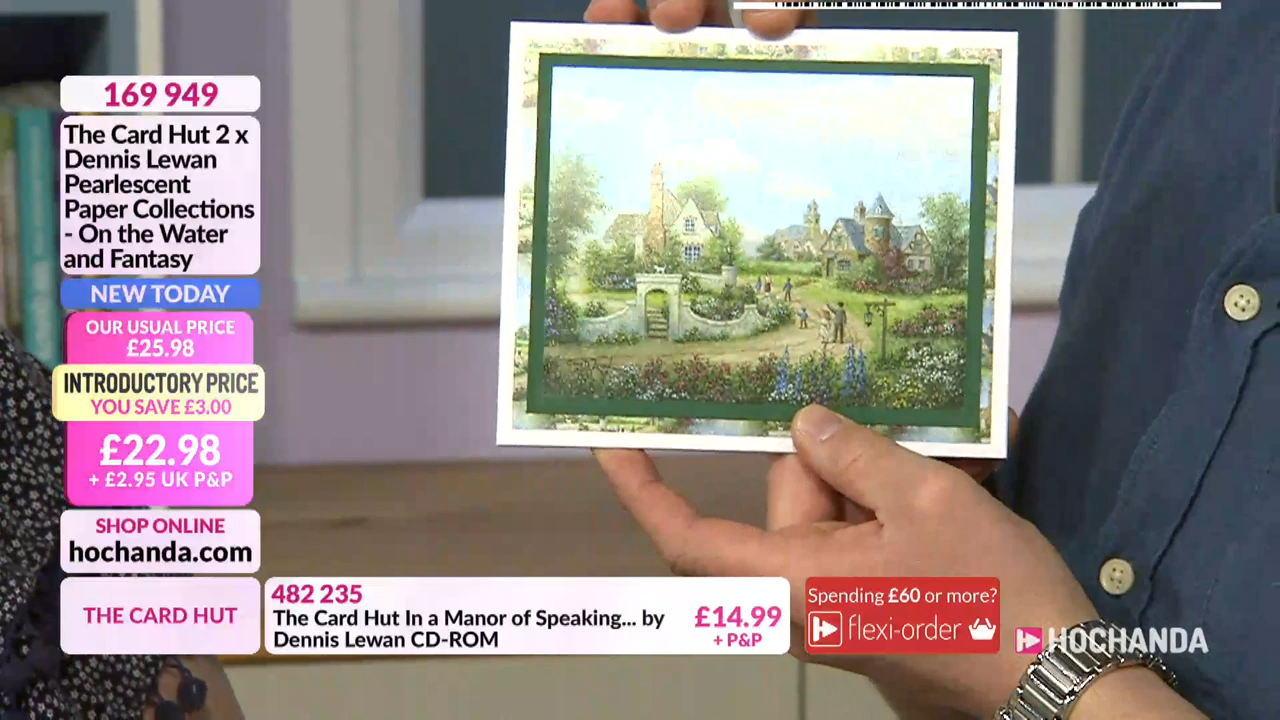 169 949
The Card Hut 2 x
Dennis Lewan
Pearlescent
Paper Collections
- On the Water
and Fantasy
NEW TODAY
OUR USUAL PRICE
£25.98
INTRODUCTORY PRICE
YOU SAVE £3.00
£22.98
+ £2.95 UK P&P
SHOP ONLINE
hochanda.com
THE CARD HUT
482 235
The Card Hut In a Manor of Speaking... by
Dennis Lewan CD-ROM
£14.99
+ P&P
Spending £60 or more?
flexi-order
HOCHANDA